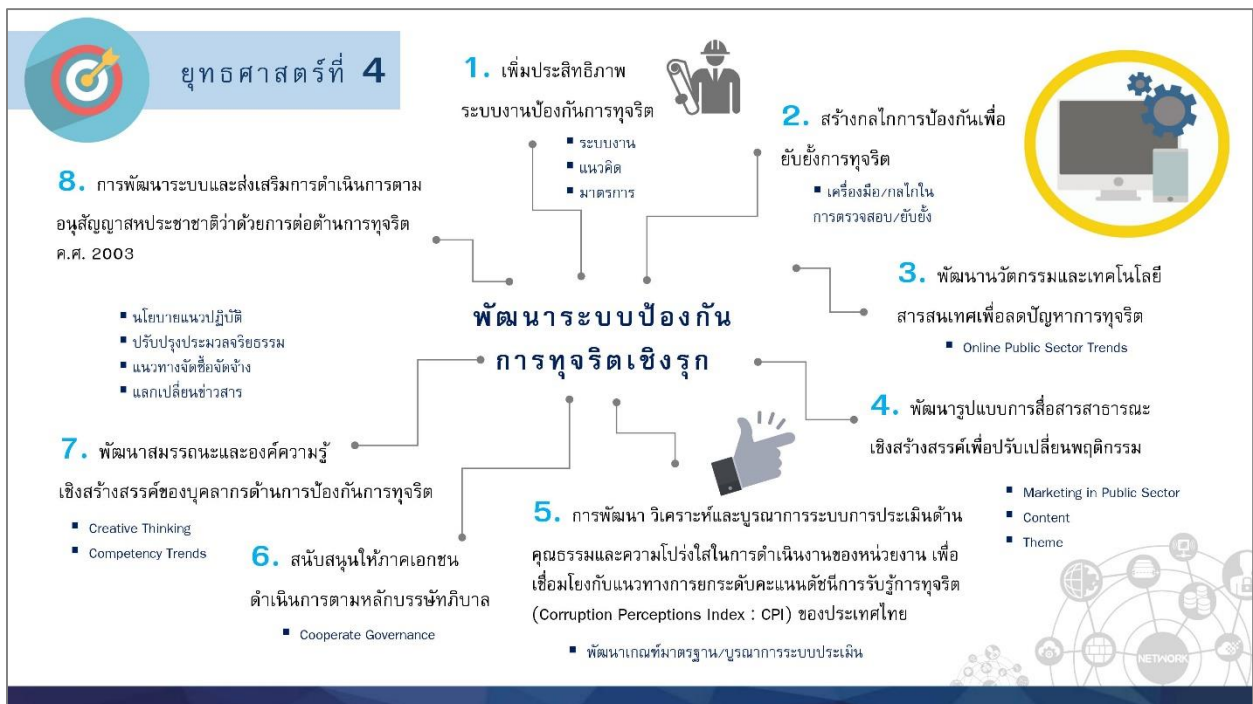 ยุทธศาสตร์ที่ 4
1. เพิ่มประสิทธิภาพ
ระบบงานป้องกันการทุจริต
▪ ระบบงาน
▪ แนวคิด
▪ มาตรการ
2. สร้างกลไกการป้องกันเพื่อ
ยับยั้งการทุจริต
▪ เครื่องมือ/กลไกใน
การตรวจสอบ/ยับยั้ง
3. พัฒนานวัตกรรมและเทคโนโลยี
สารสนเทศเพื่อลดปัญหาการทุจริต
▪ Online Public Sector Trends
4. พัฒนารูปแบบการสื่อสารสาธารณะ
เชิงสร้างสรรค์เพื่อปรับเปลี่ยนพฤติกรรม
▪ Marketing in Public Sector
▪ Content
▪ Theme
5. การพัฒนา วิเคราะห์และบูรณาการระบบการประเมินด้าน
คุณธรรมและความโปร่งใสในการดำเนินงานของหน่วยงาน เพื่อ
เชื่อมโยงกับแนวทางการยกระดับคะแนนดัชนีการรับรู้การทุจริต
(Corruption Perceptions Index : CPI) ของประเทศไทย
▪ พัฒนาเกณฑ์มาตรฐาน/บูรณาการระบบประเมิน
6. สนับสนุนให้ภาคเอกชน
ดำเนินการตามหลักบรรษัทภิบาล
▪ Cooperate Governance
7. พัฒนาสมรรถนะและองค์ความรู้
เชิงสร้างสรรค์ของบุคลากรด้านการป้องกันการทุจริต
▪ Creative Thinking
▪ Competency Trends
8. การพัฒนาระบบและส่งเสริมการดำเนินการตาม
อนุสัญญาสหประชาชาติว่าด้วยการต่อต้านการทุจริต
ค.ศ. 2003
▪ นโยบายแนวปฏิบัติ
▪ ปรับปรุงประมวลจริยธรรม
▪ แนวทางจัดซื้อจัดจ้าง
▪ แลกเปลี่ยนข่าวสาร
พัฒนาระบบป้องกัน
การทุจริตเชิงรุก
NETWORK